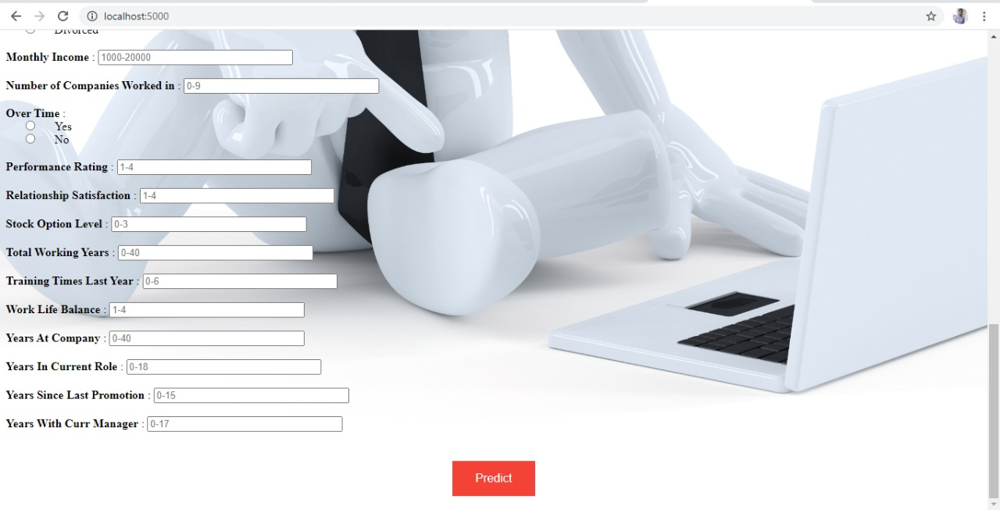 localhost:5000
Divorced
Monthly Income : 1000-20000
Number of Companies Worked in : 0-9
Over Time :
Yes
No
Performance Rating : 1-4
Relationship Satisfaction : 1-4
Stock Option Level : 0-3
Total Working Years : 0-40
Training Times Last Year : 0-6
Work Life Balance : 1-4
Years At Company : 0-40
Years In Current Role : 0-18
Years Since Last Promotion : 0-15
Years With Curr Manager : 0-17
Predict